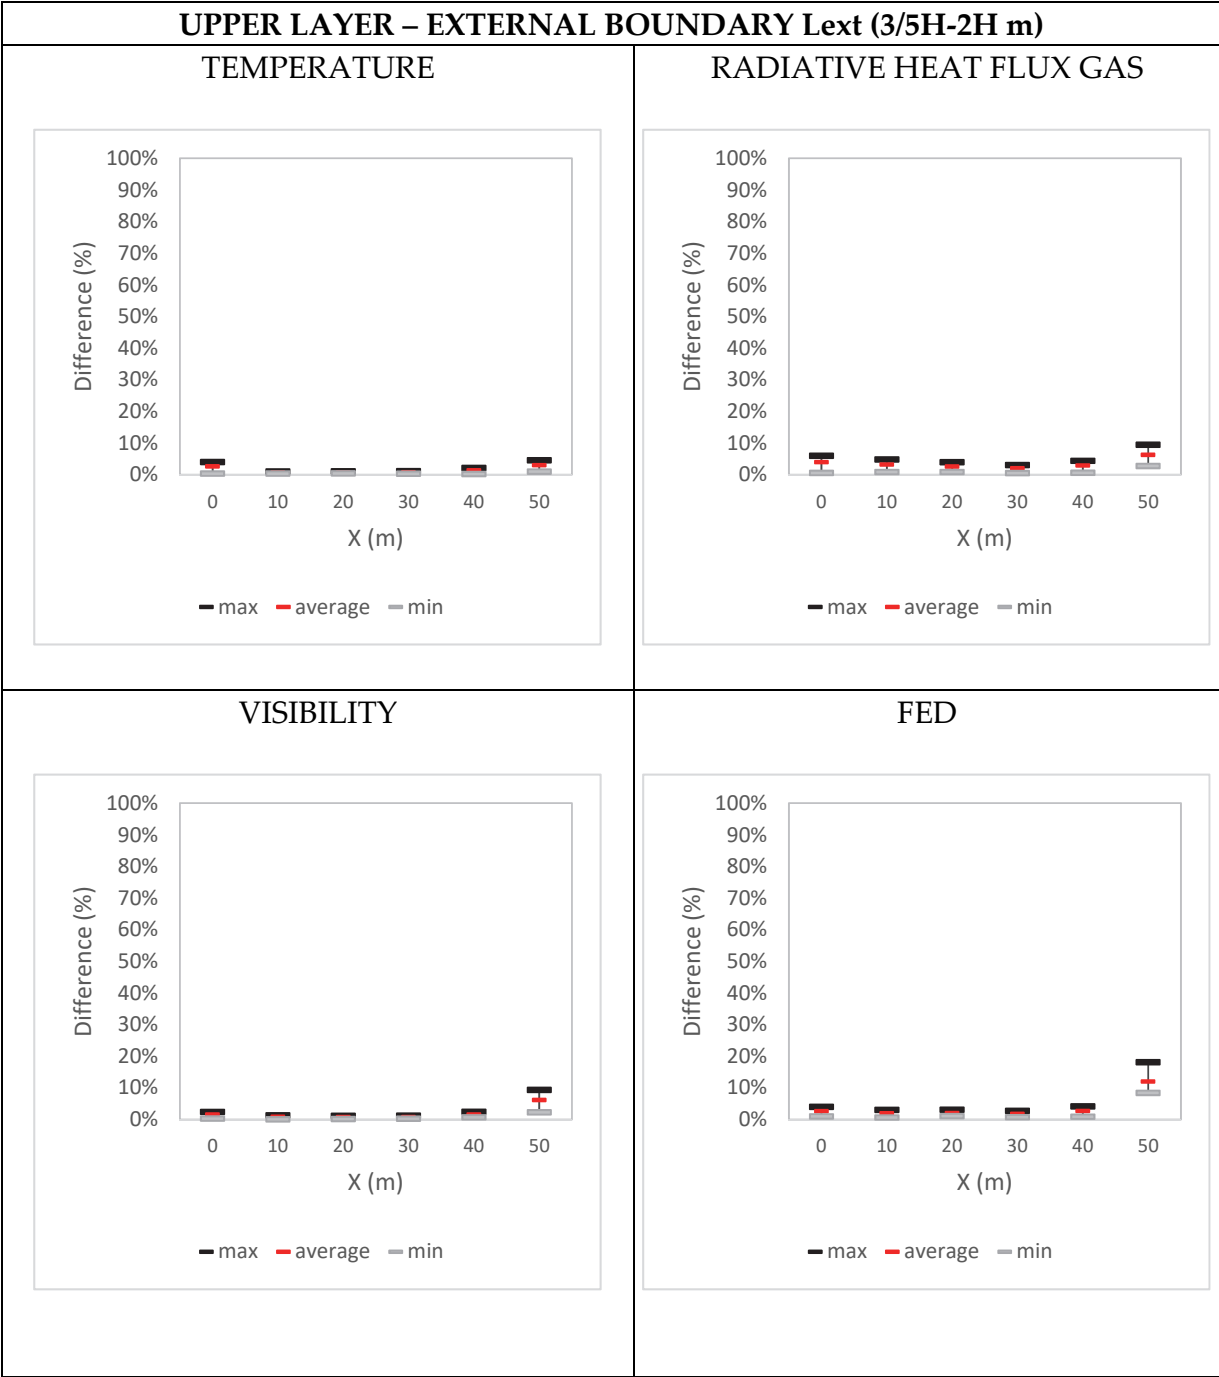 UPPER LAYER – EXTERNAL BOUNDARY Lext (3/5H-2H m)
TEMPERATURE
100%
90%
80%
70%
60%
50%
40%
30%
20%
10%
0%
Difference (%)
0 10 20 30 40 50
X (m)
max average min
RADIATIVE HEAT FLUX GAS
100%
90%
80%
70%
60%
50%
40%
30%
20%
10%
0%
Difference (%)
0 10 20 30 40 50
X (m)
max average min
VISIBILITY
100%
90%
80%
70%
60%
50%
40%
30%
20%
10%
0%
Difference (%)
0 10 20 30 40 50
X (m)
max average min
FED
100%
90%
80%
70%
60%
50%
40%
30%
20%
10%
0%
Difference (%)
0 10 20 30 40 50
X (m)
max average min